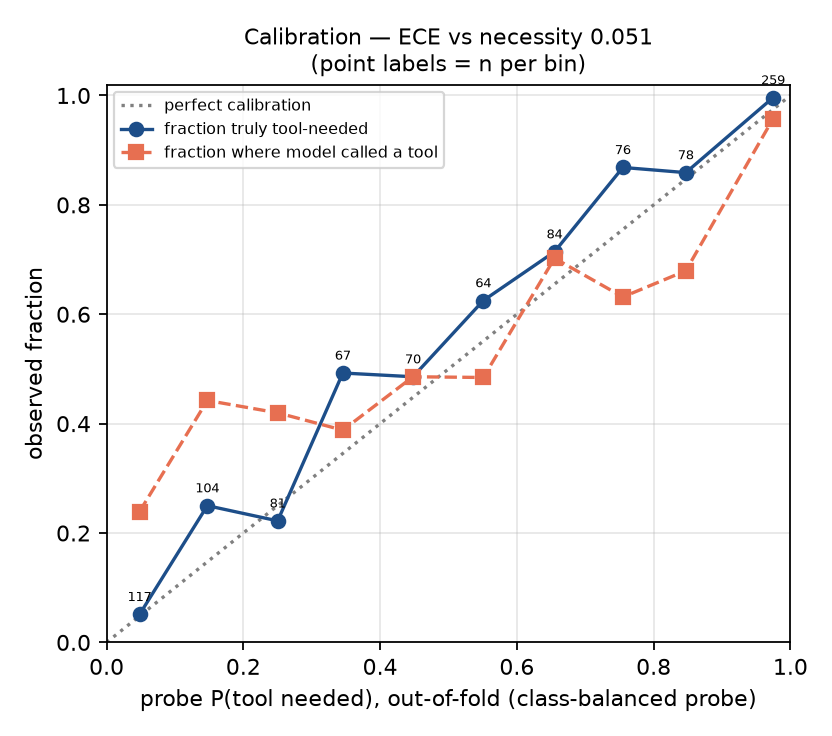 Calibration — ECE vs necessity 0.051
(point labels = n per bin)
perfect calibration
fraction truly tool-needed
fraction where model called a tool
observed fraction
1.0
0.8
0.6
0.4
0.2
0.0
117
104
81
67
70
64
84
76
78
259
0.0 0.2 0.4 0.6 0.8 1.0
probe P(tool needed), out-of-fold (class-balanced probe)